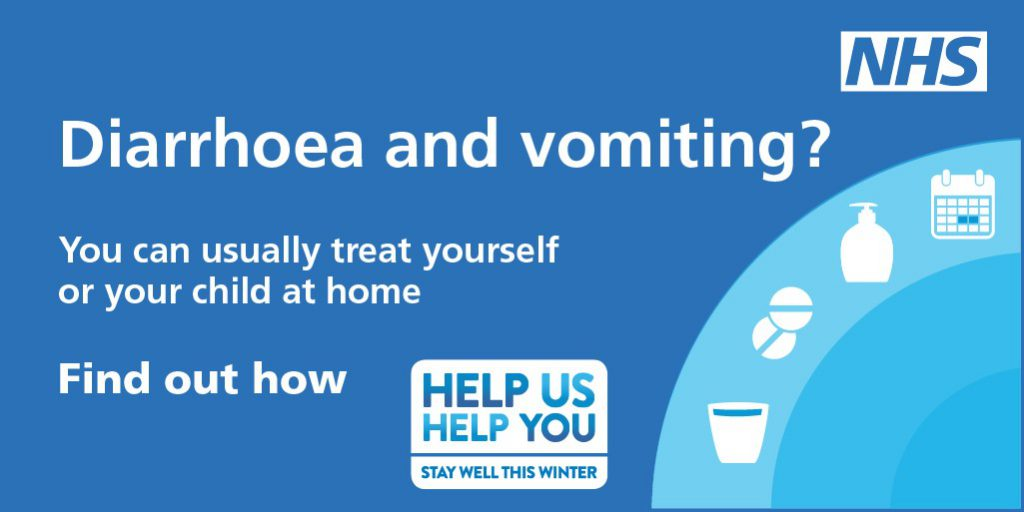 NHS
Diarrhoea and vomiting?
You can usually treat yourself
or your child at home
Find out how
HELP US
HELP YOU
STAY WELL THIS WINTER